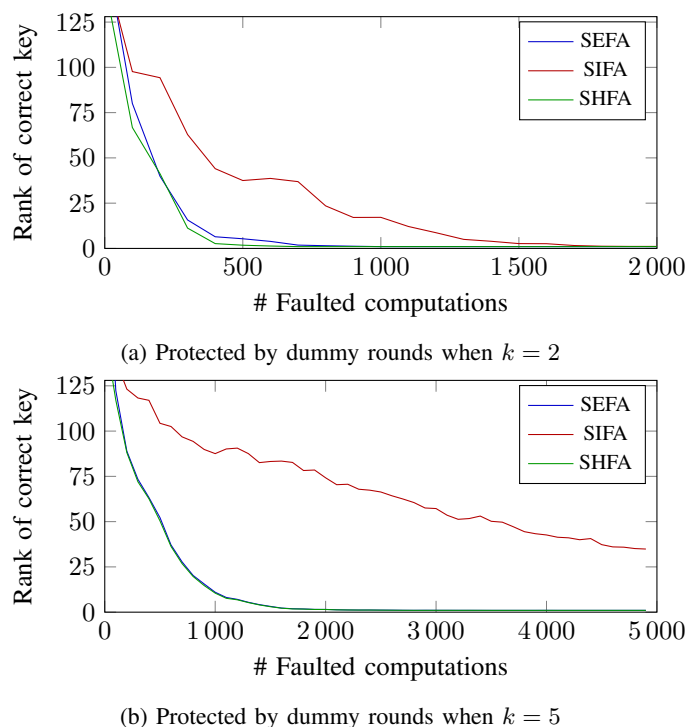 125
100
75
50
25
0
Rank of correct key
SEFA
SIFA
SHFA
0 500 1 000 1 500 2 000
# Faulted computations
(a) Protected by dummy rounds when k = 2
125
100
75
50
25
0
Rank of correct key
SEFA
SIFA
SHFA
0 1 000 2 000 3 000 4 000 5 000
# Faulted computations
(b) Protected by dummy rounds when k = 5